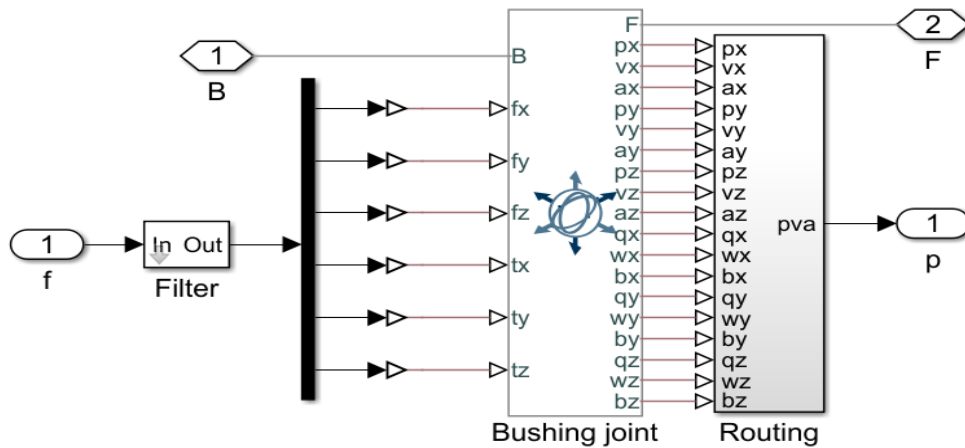 1
B
F
2
F
B
px px
vx vx
ax ax
fx py py
vy vy
fy ay ay
pz pz
vz vz
fz az az
qx qx
pva
1
p
1
f
In Out
Filter
tx wx wx
bx bx
qy qy
ty wy wy
by by
qz qz
tz wz wz
bz bz
Bushing joint Routing